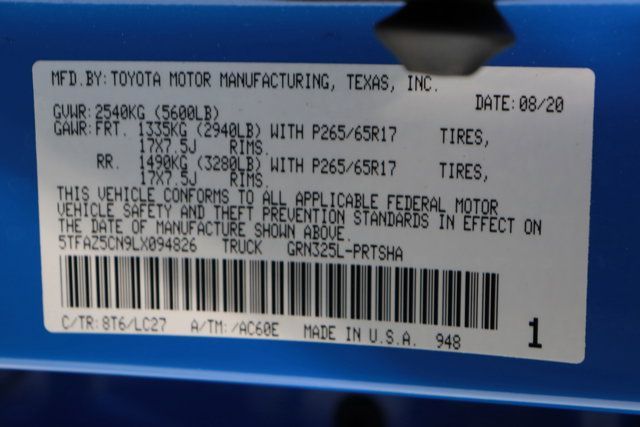 MFD.BY: TOYOTA MOTOR MANUFACTURING, TEXAS, INC.
DATE: 08/20
GVWR: 2540KG (5600LB)
GAWR: FRT. 1335KG (2940LB) WITH P265/65R17 TIRES,
17X7.5J RIMS.
RR. 1490KG (3280LB) WITH P265/65R17 TIRES,
17X7.5J RIMS.
THIS VEHICLE CONFORMS TO ALL APPLICABLE FEDERAL MOTOR
VEHICLE SAFETY AND THEFT PREVENTION STANDARDS IN EFFECT ON
THE DATE OF MANUFACTURE SHOWN ABOVE.
5TFAZ5CN9LX094826 TRUCK GRN325L-PRTSHA
C/TR: 8T6/LC27 A/TM: /AC60E MADE IN U.S.A. 948 1